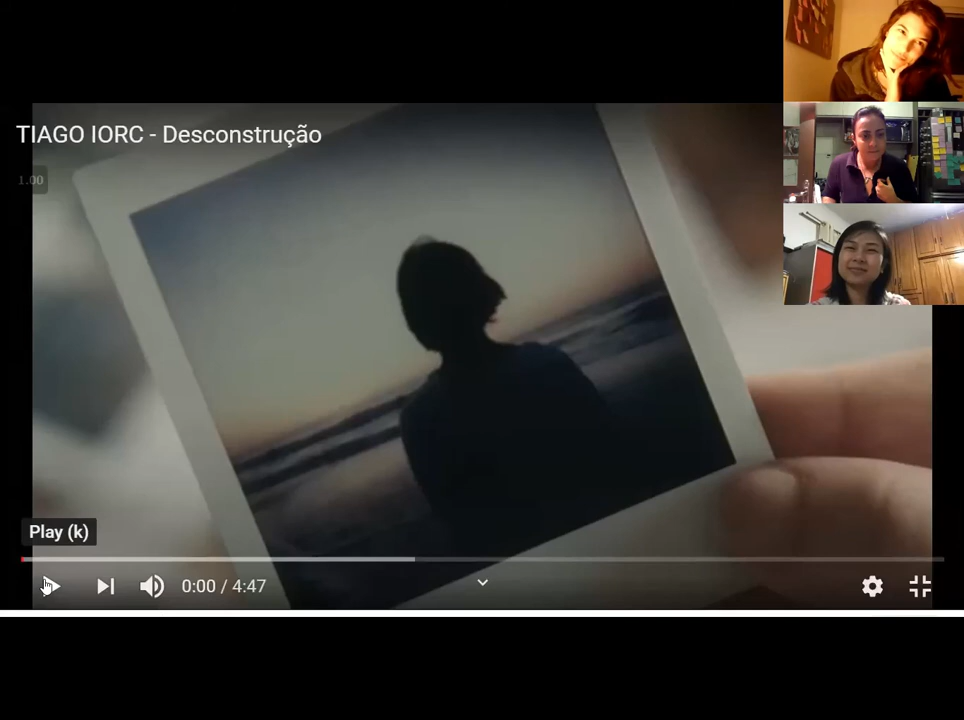 TIAGO IORC - Desconstrução
1.00
Play (k)
0:00 / 4:47